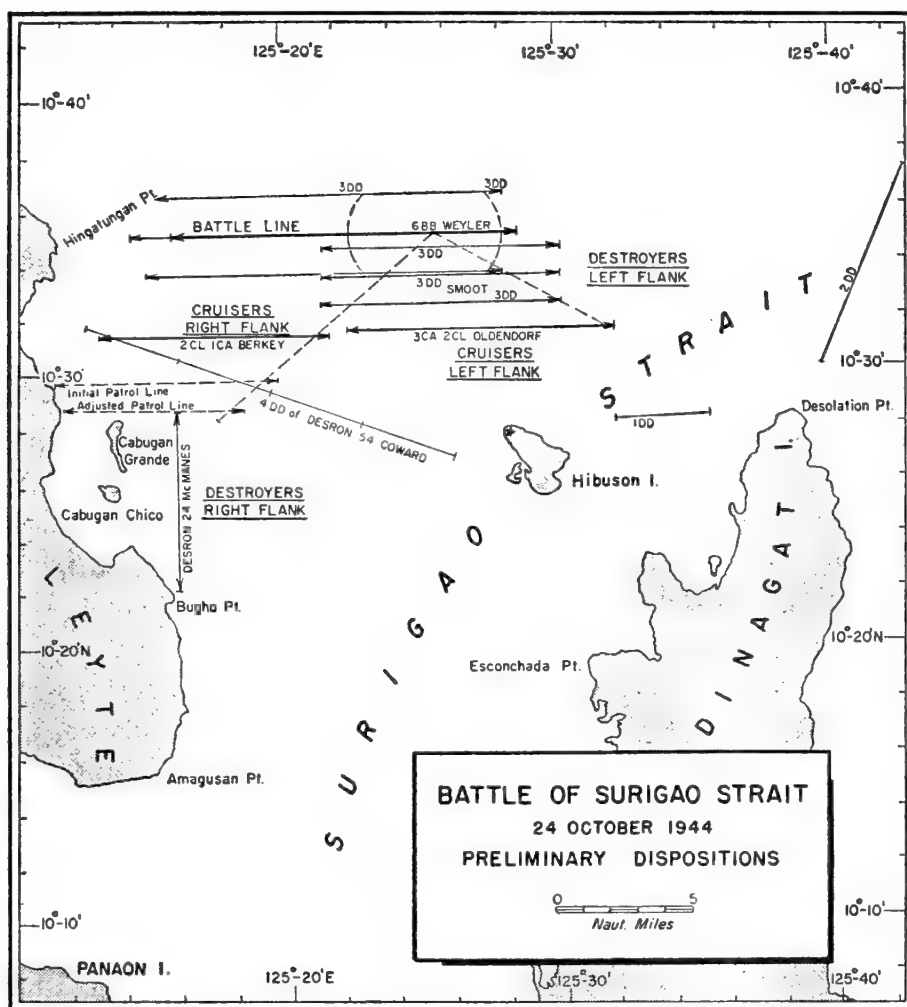 125°-20'E
125°-30'
125°-40'
10°-40'
10°-40'
Hingatungan Pt.
3DD
3DD
BATTLE LINE
6BB WEYLER
3DD
DESTROYERS
LEFT FLANK
2DD
3DD SMOOT
3DD
CRUISERS
RIGHT FLANK
2CL 1CA BERKEY
3CA 2CL OLDENDORF
CRUISERS
LEFT FLANK
10°-30'
10°-30'
Initial Patrol Line
Adjusted Patrol Line
4 DD of DESRON 54 COWARD
1DD
Desolation Pt.
Cabugan
Grande
Cabugan Chico
DESRON 24 McMANES
DESTROYERS
RIGHT FLANK
Hibuson I.
SURIGAO STRAIT
Bugho Pt.
LEYTE
DINAGAT I.
10°-20'N
10°-20'N
Esconchada Pt.
Amagusan Pt.
BATTLE OF SURIGAO STRAIT
24 OCTOBER 1944
PRELIMINARY DISPOSITIONS
0 5
Naut. Miles
10°-10'
10°-10'
PANAON I.
125°-20'E
125°-30'
125°-40'